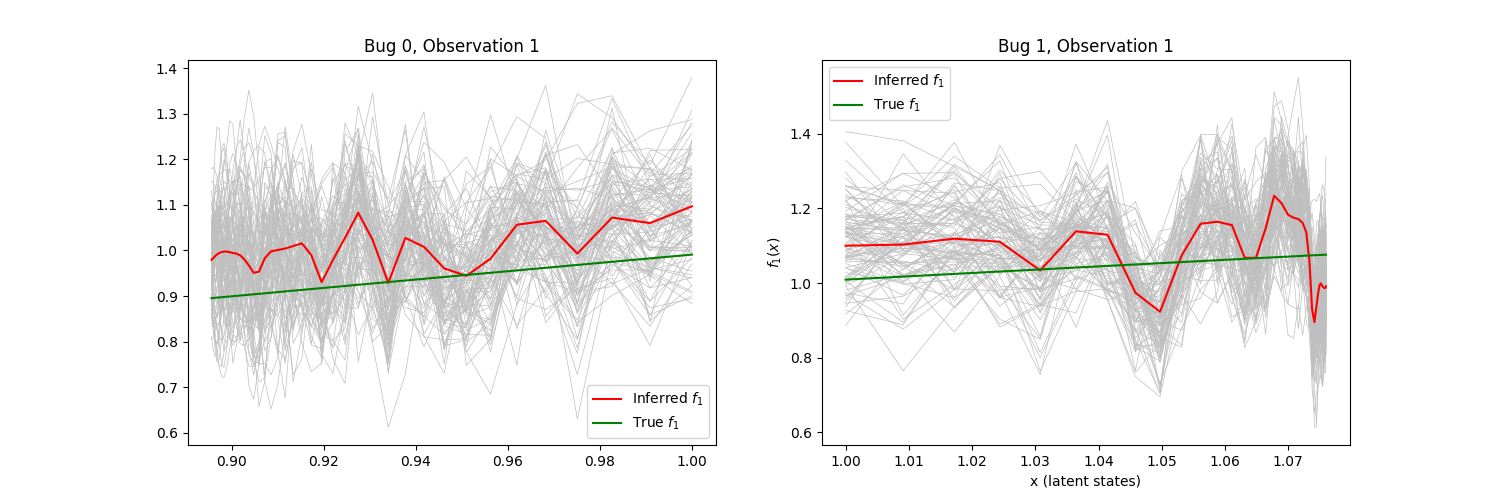 Bug 0, Observation 1
1.4
1.3
1.2
1.1
1.0
0.9
0.8
0.7
0.6
Inferred f₁
True f₁
0.90 0.92 0.94 0.96 0.98 1.00
Bug 1, Observation 1
Inferred f₁
True f₁
f₁(x)
1.4
1.2
1.0
0.8
0.6
1.00 1.01 1.02 1.03 1.04 1.05 1.06 1.07
x (latent states)